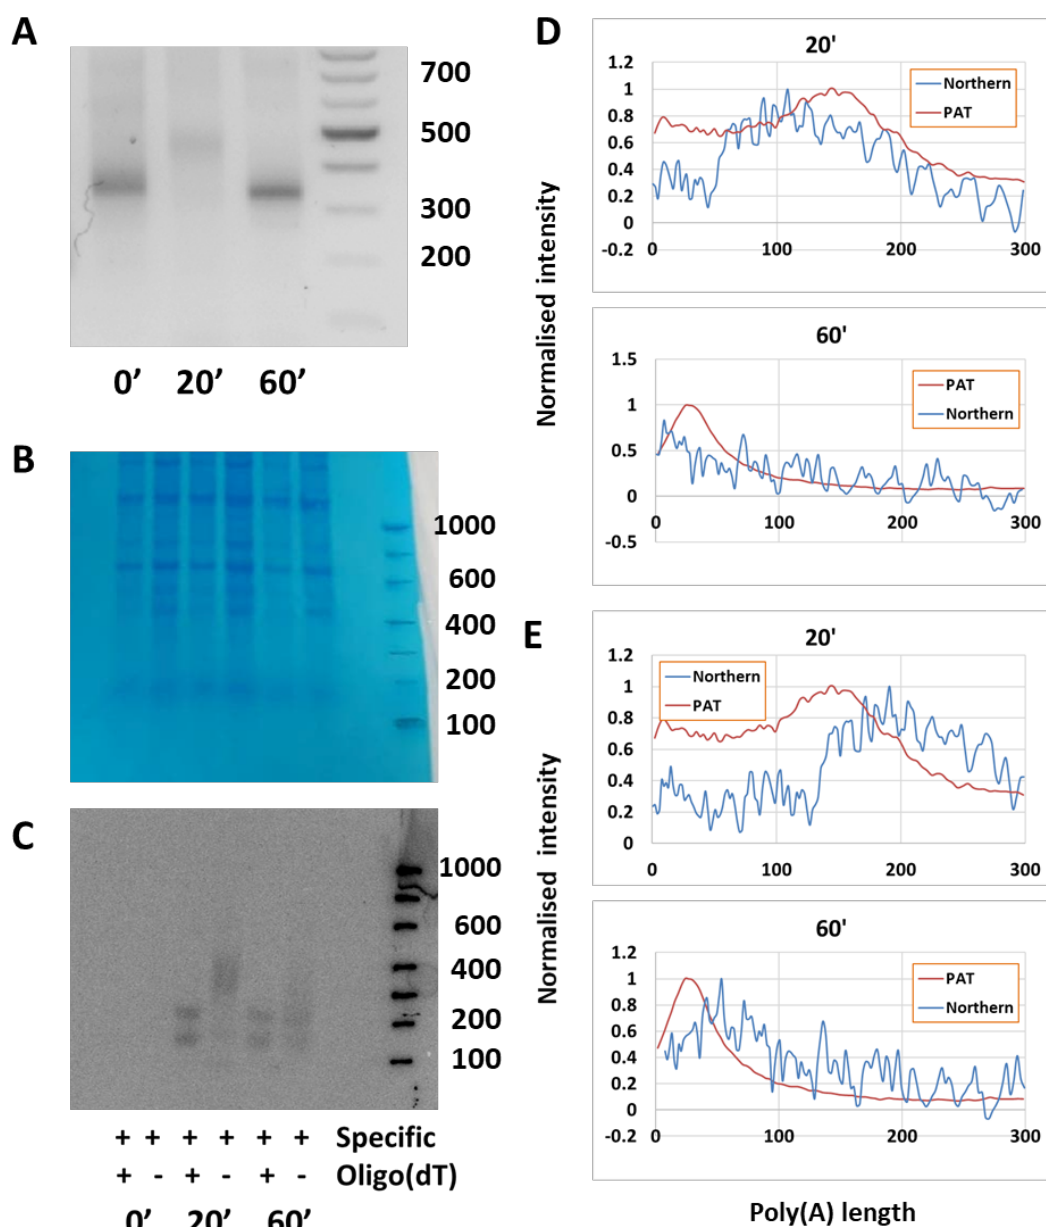 A
700
500
300
200
0’ 20’ 60’
B
1000
600
400
200
100
C
1000
600
400
200
100
+ + + + + + Specific
+ - + - + - Oligo(dT)
0’ 20’ 60’
D
20'
Northern
PAT
1.2
1
0.8
0.6
0.4
0.2
0
-0.2
0 100 200 300
60'
PAT
Northern
1.5
1
0.5
0
-0.5
0 100 200 300
Normalised intensity
E
20'
Northern
PAT
1.2
1
0.8
0.6
0.4
0.2
0
0 100 200 300
60'
PAT
Northern
1.2
1
0.8
0.6
0.4
0.2
0
-0.2
0 100 200 300
Normalised intensity
Poly(A) length